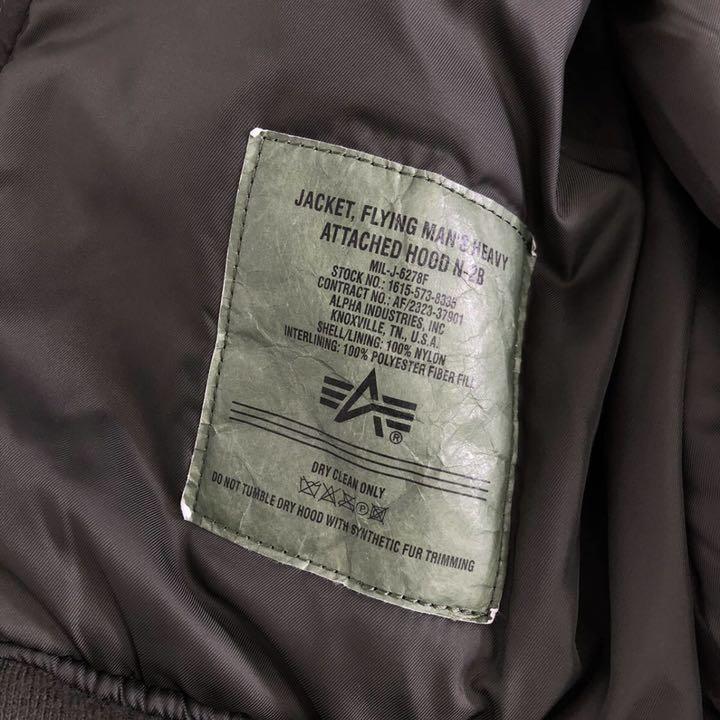 JACKET, FLYING MAN'S HEAVY
ATTACHED HOOD N-2B
MIL-J-6278F
STOCK NO.: 1615-573-8335
CONTRACT NO.: AF/2323-37901
ALPHA INDUSTRIES, INC
KNOXVILLE, TN., U.S.A.
SHELL/LINING: 100% NYLON
INTERLINING: 100% POLYESTER FIBER FILL
®
DRY CLEAN ONLY
P
DO NOT TUMBLE DRY HOOD WITH SYNTHETIC FUR TRIMMING